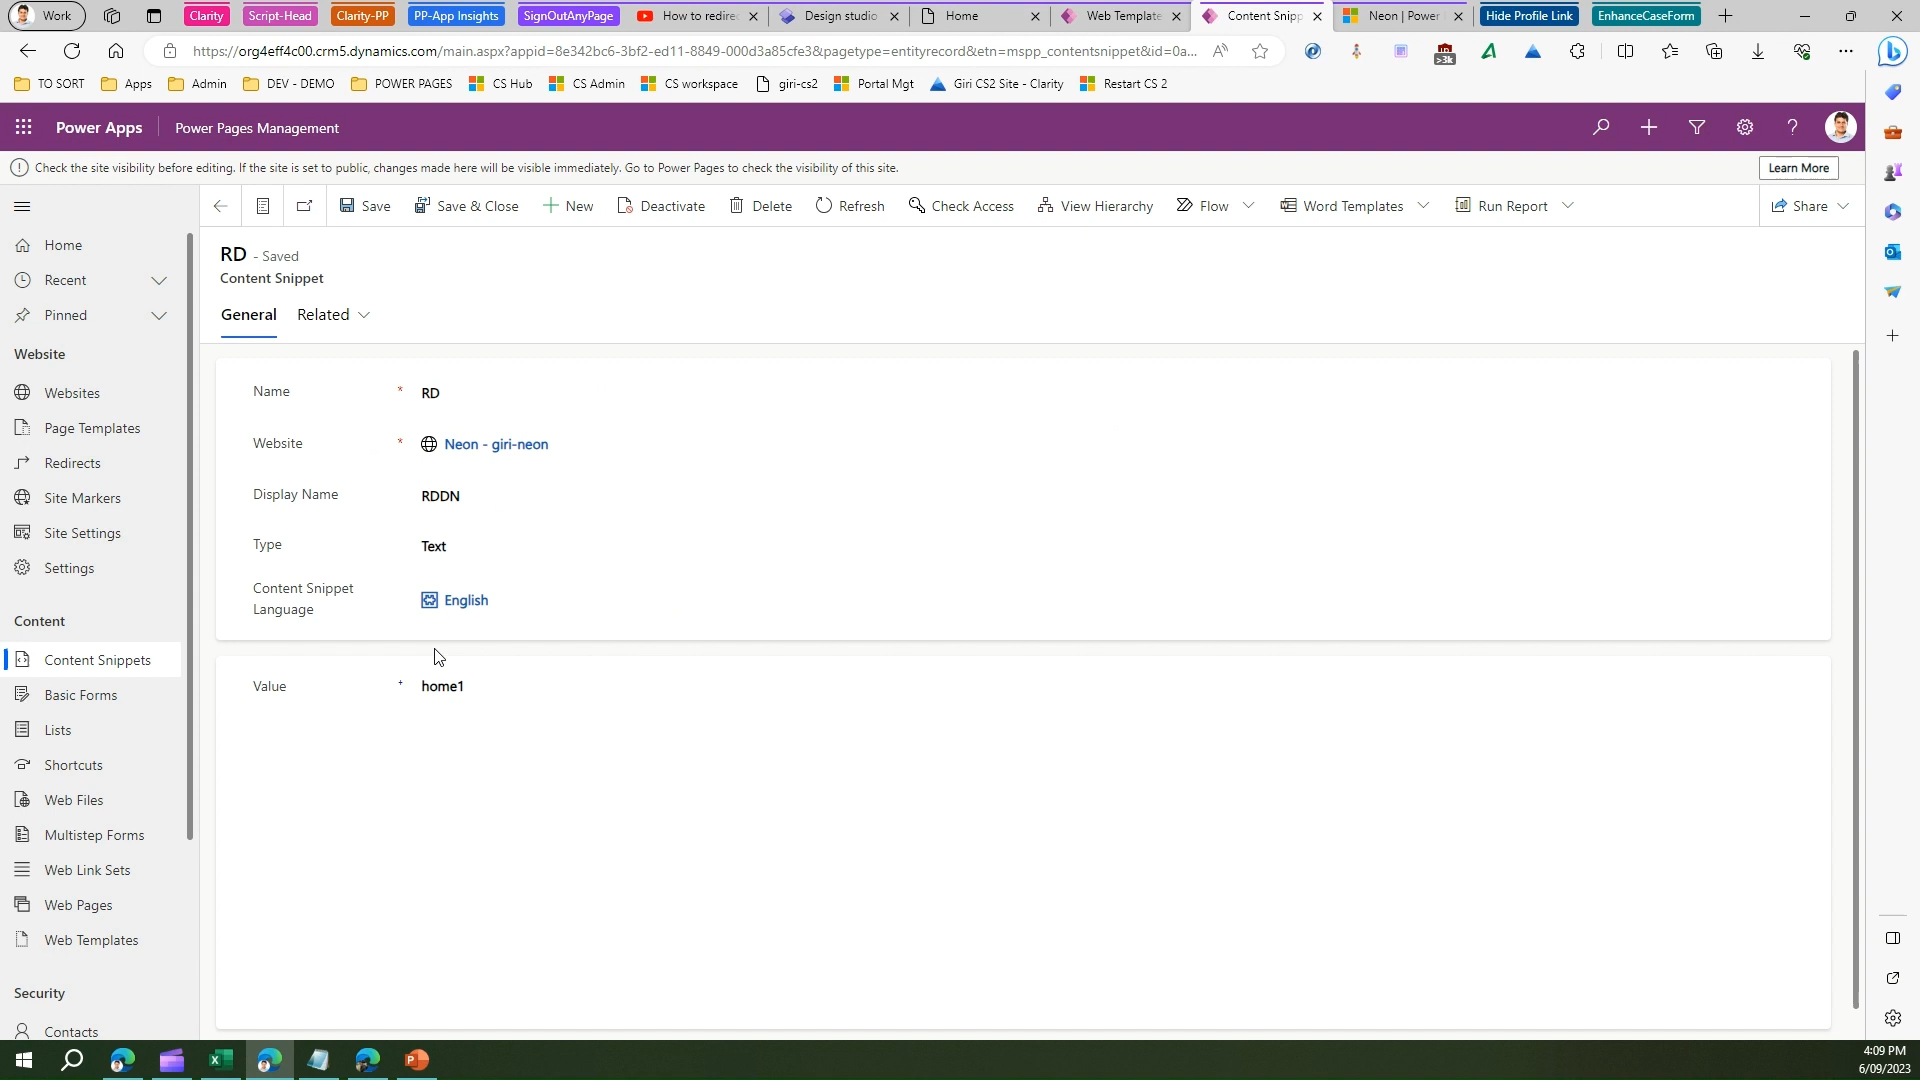 Work
Clarity
Script-Head
Clarity-PP
PP-App Insights
SignOutAnyPage
How to redire
Design studio
Home
Web Template
Content Snipp
Neon | Power
Hide Profile Link
EnhanceCaseForm
https://org4eff4c00.crm5.dynamics.com/main.aspx?appid=8e342bc6-3bf2-ed11-8849-000d3a85cfe3&pagetype=entityrecord&etn=mspp_contentsnippet&id=0a...
>3k
TO SORT
Apps
Admin
DEV - DEMO
POWER PAGES
CS Hub
CS Admin
CS workspace
giri-cs2
Portal Mgt
Giri CS2 Site - Clarity
Restart CS 2
Power Apps
Power Pages Management
Check the site visibility before editing. If the site is set to public, changes made here will be visible immediately. Go to Power Pages to check the visibility of this site.
Learn More
Save
Save & Close
New
Deactivate
Delete
Refresh
Check Access
View Hierarchy
Flow
Word Templates
Run Report
Share
Home
Recent
Pinned
Website
Websites
Page Templates
Redirects
Site Markers
Site Settings
Settings
Content
Content Snippets
Basic Forms
Lists
Shortcuts
Web Files
Multistep Forms
Web Link Sets
Web Pages
Web Templates
Security
Contacts
RD - Saved
Content Snippet
General
Related
Name * RD
Website * Neon - giri-neon
Display Name RDDN
Type Text
Content Snippet
Language
English
Value + home1
4:09 PM
6/09/2023